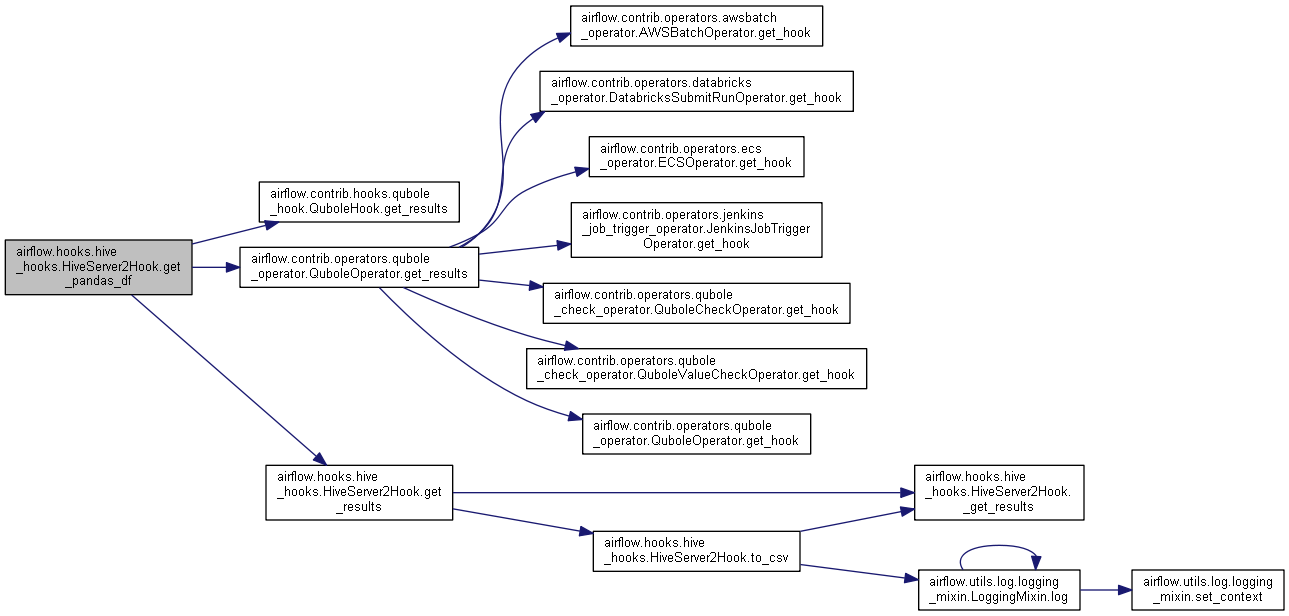 airflow.contrib.operators.awsbatch
_operator.AWSBatchOperator.get_hook
airflow.contrib.operators.databricks
_operator.DatabricksSubmitRunOperator.get_hook
airflow.contrib.operators.ecs
_operator.ECSOperator.get_hook
airflow.contrib.hooks.qubole
_hook.QuboleHook.get_results
airflow.contrib.operators.jenkins
_job_trigger_operator.JenkinsJobTrigger
Operator.get_hook
airflow.hooks.hive
_hooks.HiveServer2Hook.get
_pandas_df
airflow.contrib.operators.qubole
_operator.QuboleOperator.get_results
airflow.contrib.operators.qubole
_check_operator.QuboleCheckOperator.get_hook
airflow.contrib.operators.qubole
_check_operator.QuboleValueCheckOperator.get_hook
airflow.contrib.operators.qubole
_operator.QuboleOperator.get_hook
airflow.hooks.hive
_hooks.HiveServer2Hook.get
_results
airflow.hooks.hive
_hooks.HiveServer2Hook.
_get_results
airflow.hooks.hive
_hooks.HiveServer2Hook.to_csv
airflow.utils.log.logging
_mixin.LoggingMixin.log
airflow.utils.log.logging
_mixin.set_context